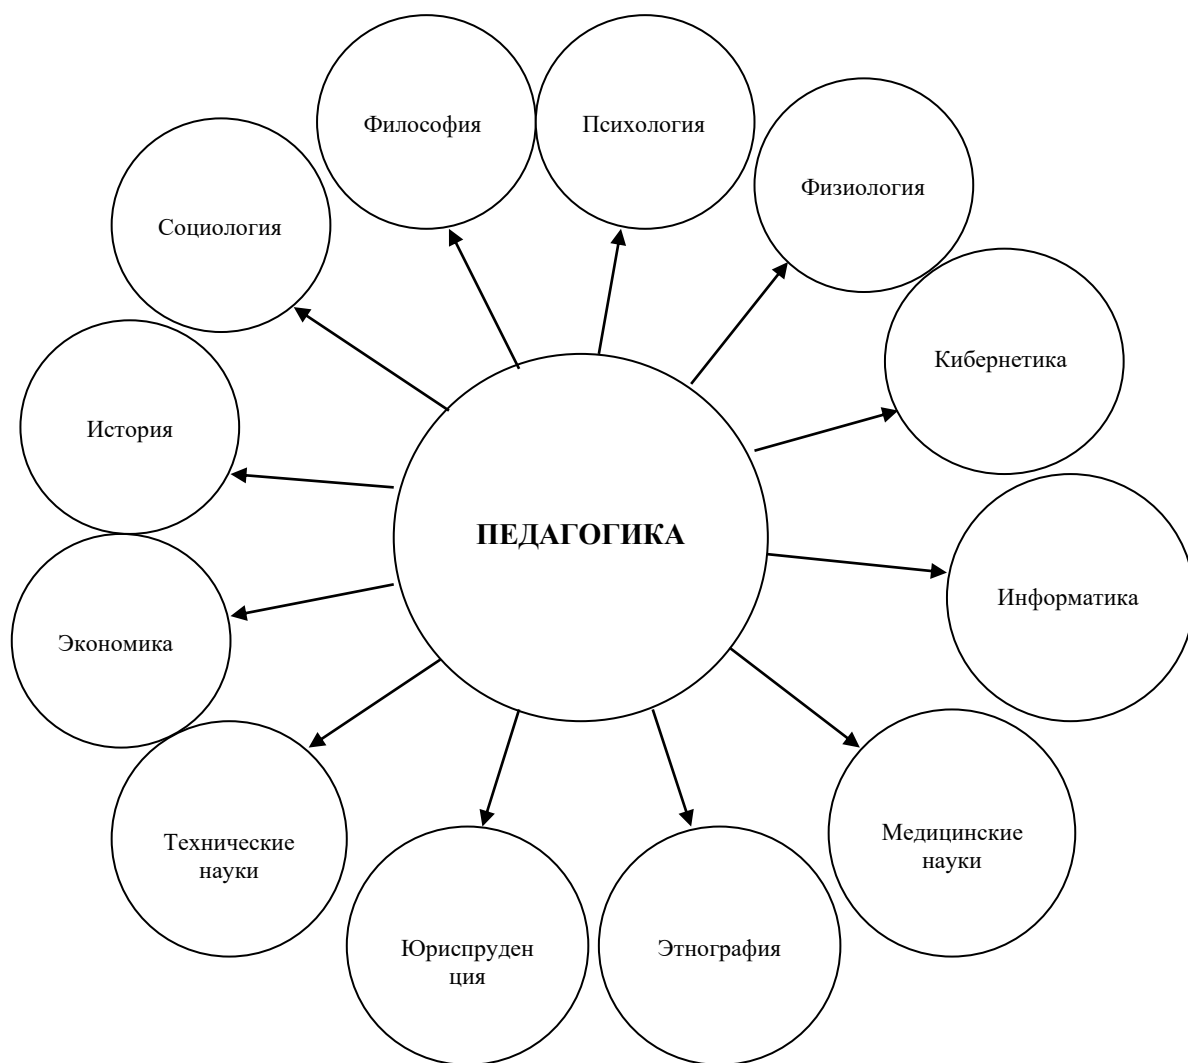 Философия
Психология
Физиология
Социология
Кибернетика
История
ПЕДАГОГИКА
Информатика
Экономика
Технические
науки
Медицинские
науки
Юриспруден
ция
Этнография